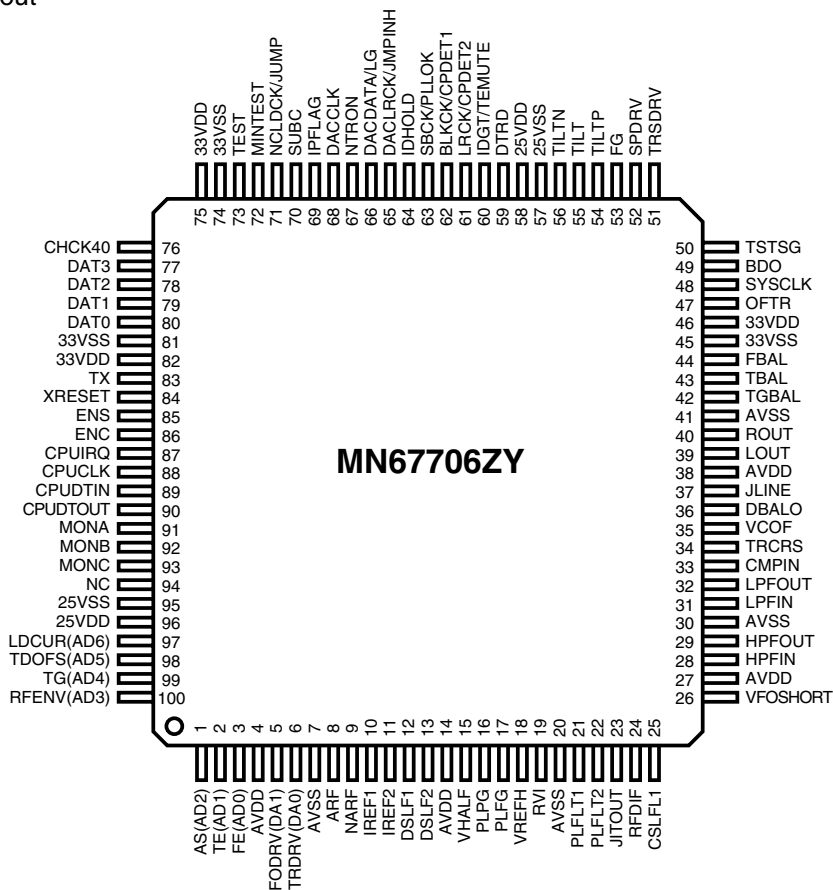 out
33VDD
33VSS
TEST
MINTEST
NCLDCK/JUMP
SUBC
IPFLAG
DACCLK
NTRON
DACDATA/LG
DACLRCK/JMPINH
IDHOLD
SBCK/PLLOK
BLKCK/CPDET1
LRCK/CPDET2
IDGT/TEMUTE
DTRD
25VDD
25VSS
TILTN
TILT
TILTP
FG
SPDRV
TRSDRV
75 74 73 72 71 70 69 68 67 66 65 64 63 62 61 60 59 58 57 56 55 54 53 52 51
CHCK40 76
DAT3 77
DAT2 78
DAT1 79
DAT0 80
33VSS 81
33VDD 82
TX 83
XRESET 84
ENS 85
ENC 86
CPUIRQ 87
CPUCLK 88
CPUDTIN 89
CPUDTOUT 90
MONA 91
MONB 92
MONC 93
NC 94
25VSS 95
25VDD 96
LDCUR(AD6) 97
TDOFS(AD5) 98
TG(AD4) 99
RFENV(AD3) 100
MN67706ZY
50 TSTSG
49 BDO
48 SYSCLK
47 OFTR
46 33VDD
45 33VSS
44 FBAL
43 TBAL
42 TGBAL
41 AVSS
40 ROUT
39 LOUT
38 AVDD
37 JLINE
36 DBALO
35 VCOF
34 TRCRS
33 CMPIN
32 LPFOUT
31 LPFIN
30 AVSS
29 HPFOUT
28 HPFIN
27 AVDD
26 VFOSHORT
1 2 3 4 5 6 7 8 9 10 11 12 13 14 15 16 17 18 19 20 21 22 23 24 25
AS(AD2)
TE(AD1)
FE(AD0)
AVDD
FODRV(DA1)
TRDRV(DA0)
AVSS
ARF
NARF
IREF1
IREF2
DSLF1
DSLF2
AVDD
VHALF
PLPG
PLFG
VREFH
RVI
AVSS
PLFLT1
PLFLT2
JITOUT
RFDIF
CSLFL1